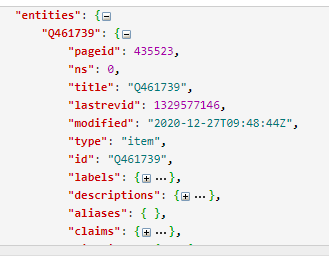 "entities": {
"Q461739": {
"pageid": 435523,
"ns": 0,
"title": "Q461739",
"lastrevid": 1329577146,
"modified": "2020-12-27T09:48:44Z",
"type": "item",
"id": "Q461739",
"labels": { ... },
"descriptions": { ... },
"aliases": { },
"claims": { ... },